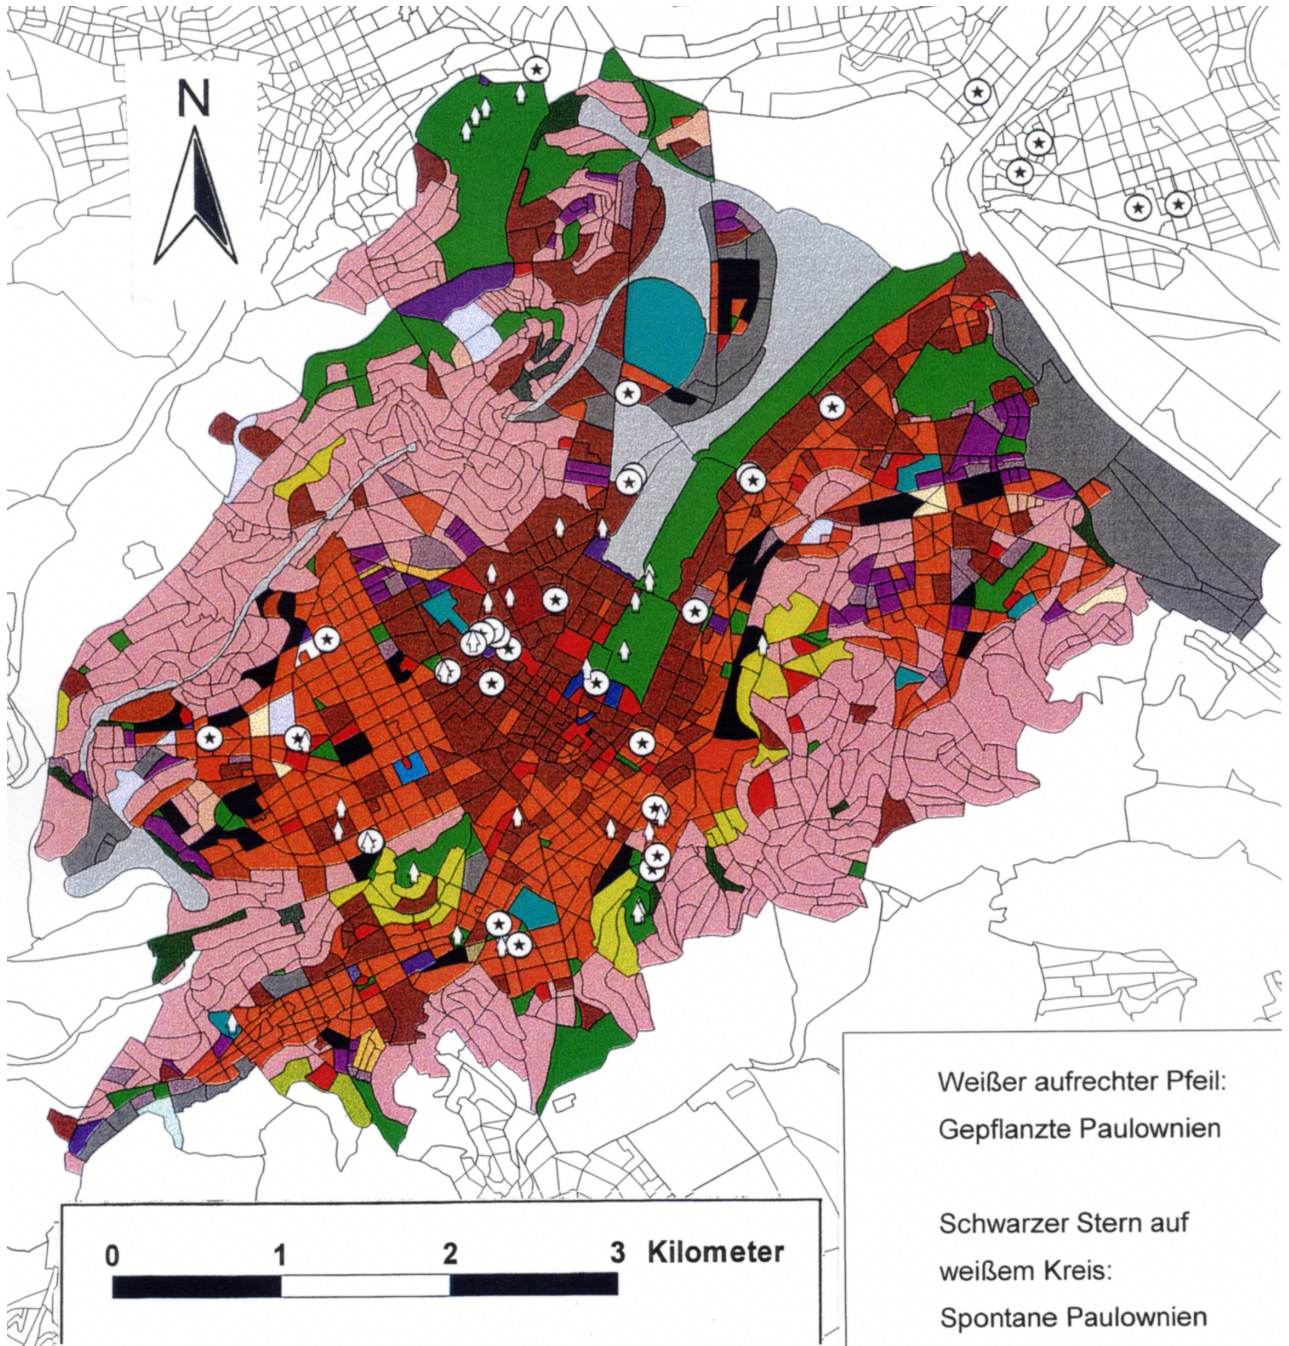 N
Weißer aufrechter Pfeil:
Gepflanzte Paulownien
Schwarzer Stern auf
weißem Kreis:
Spontane Paulownien
0 1 2 3 Kilometer